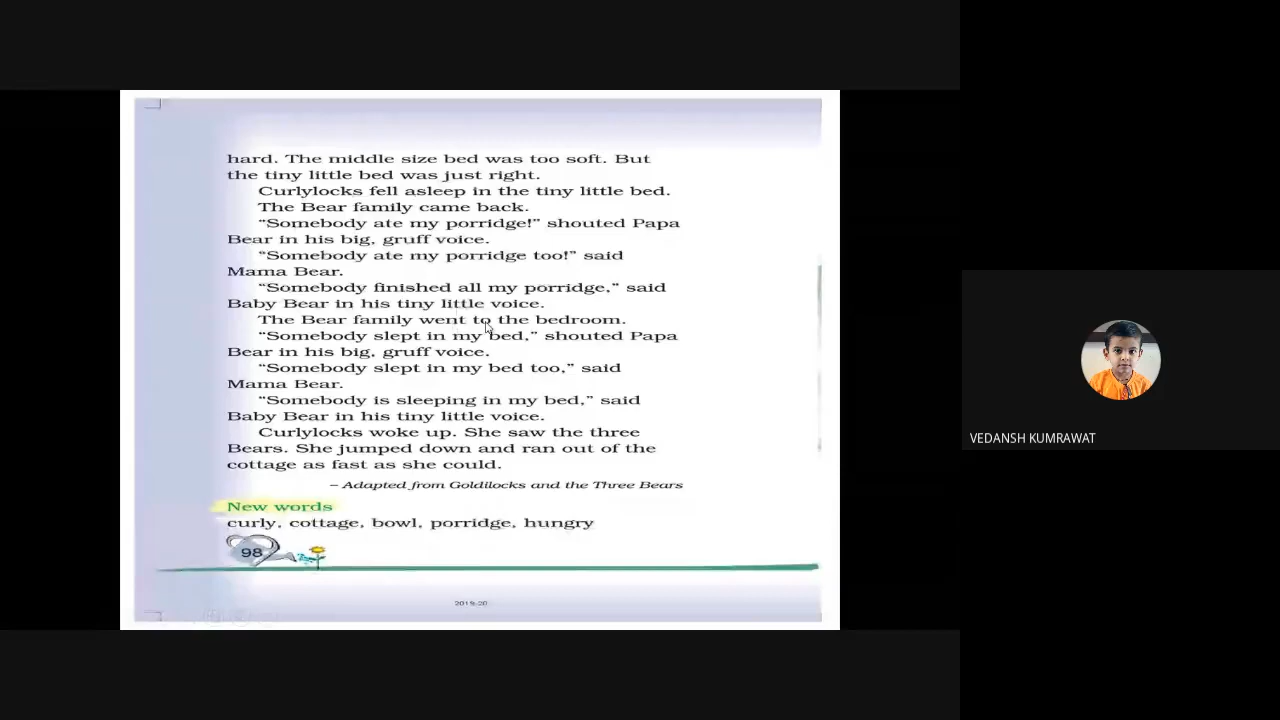 hard. The middle size bed was too soft. But
the tiny little bed was just right.
Curlylocks fell asleep in the tiny little bed.
The Bear family came back.
“Somebody ate my porridge!” shouted Papa
Bear in his big, gruff voice.
“Somebody ate my porridge too!” said
Mama Bear.
“Somebody finished all my porridge,” said
Baby Bear in his tiny little voice.
The Bear family went to the bedroom.
“Somebody slept in my bed,” shouted Papa
Bear in his big, gruff voice.
“Somebody slept in my bed too,” said
Mama Bear.
“Somebody is sleeping in my bed,” said
Baby Bear in his tiny little voice.
Curlylocks woke up. She saw the three
Bears. She jumped down and ran out of the
cottage as fast as she could.
– Adapted from Goldilocks and the Three Bears
New words
curly, cottage, bowl, porridge, hungry
98
2019-20
VEDANSH KUMRAWAT